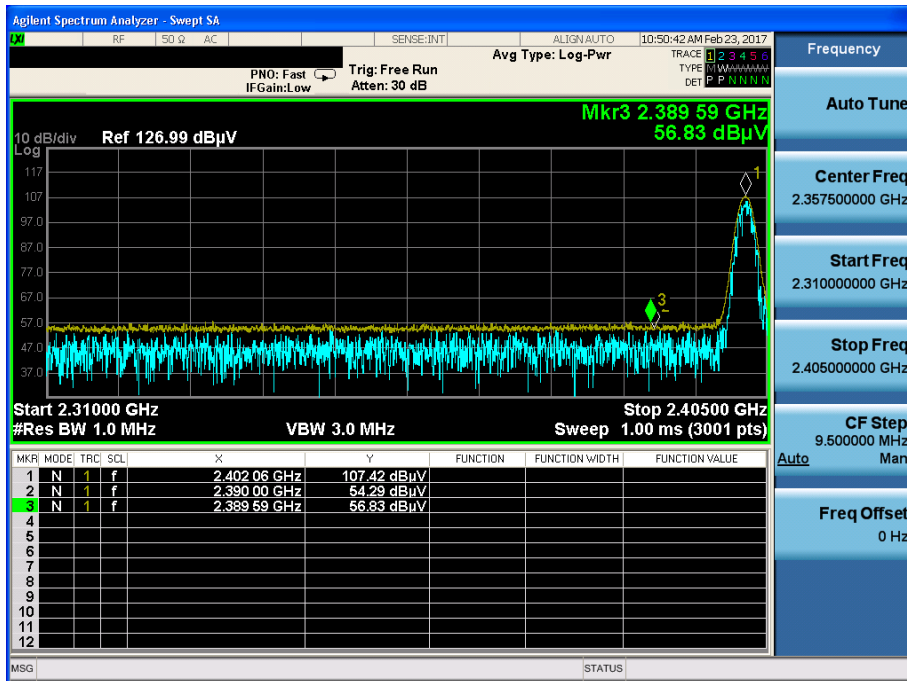 Agilent Spectrum Analyzer - Swept SA
LXI RF 50 Ω AC SENSE:INT ALIGN AUTO 10:50:42 AM Feb 23, 2017
PNO: Fast Trig: Free Run Avg Type: Log-Pwr TRACE 1 2 3 4 5 6
IFGain:Low Atten: 30 dB TYPE M WWWWW
DET P P N N N N
Mkr3 2.389 59 GHz
56.83 dBµV
10 dB/div Ref 126.99 dBµV
Log
117
107
97.0
87.0
77.0
67.0
57.0
47.0
37.0
1
3
2
Start 2.31000 GHz Stop 2.40500 GHz
#Res BW 1.0 MHz VBW 3.0 MHz Sweep 1.00 ms (3001 pts)
MKR MODE TRC SCL X Y FUNCTION FUNCTION WIDTH FUNCTION VALUE
1 N 1 f 2.402 06 GHz 107.42 dBµV
2 N 1 f 2.390 00 GHz 54.29 dBµV
3 N 1 f 2.389 59 GHz 56.83 dBµV
4
5
6
7
8
9
10
11
12
MSG STATUS
Frequency
Auto Tune
Center Freq
2.357500000 GHz
Start Freq
2.310000000 GHz
Stop Freq
2.405000000 GHz
CF Step
9.500000 MHz
Auto Man
Freq Offset
0 Hz